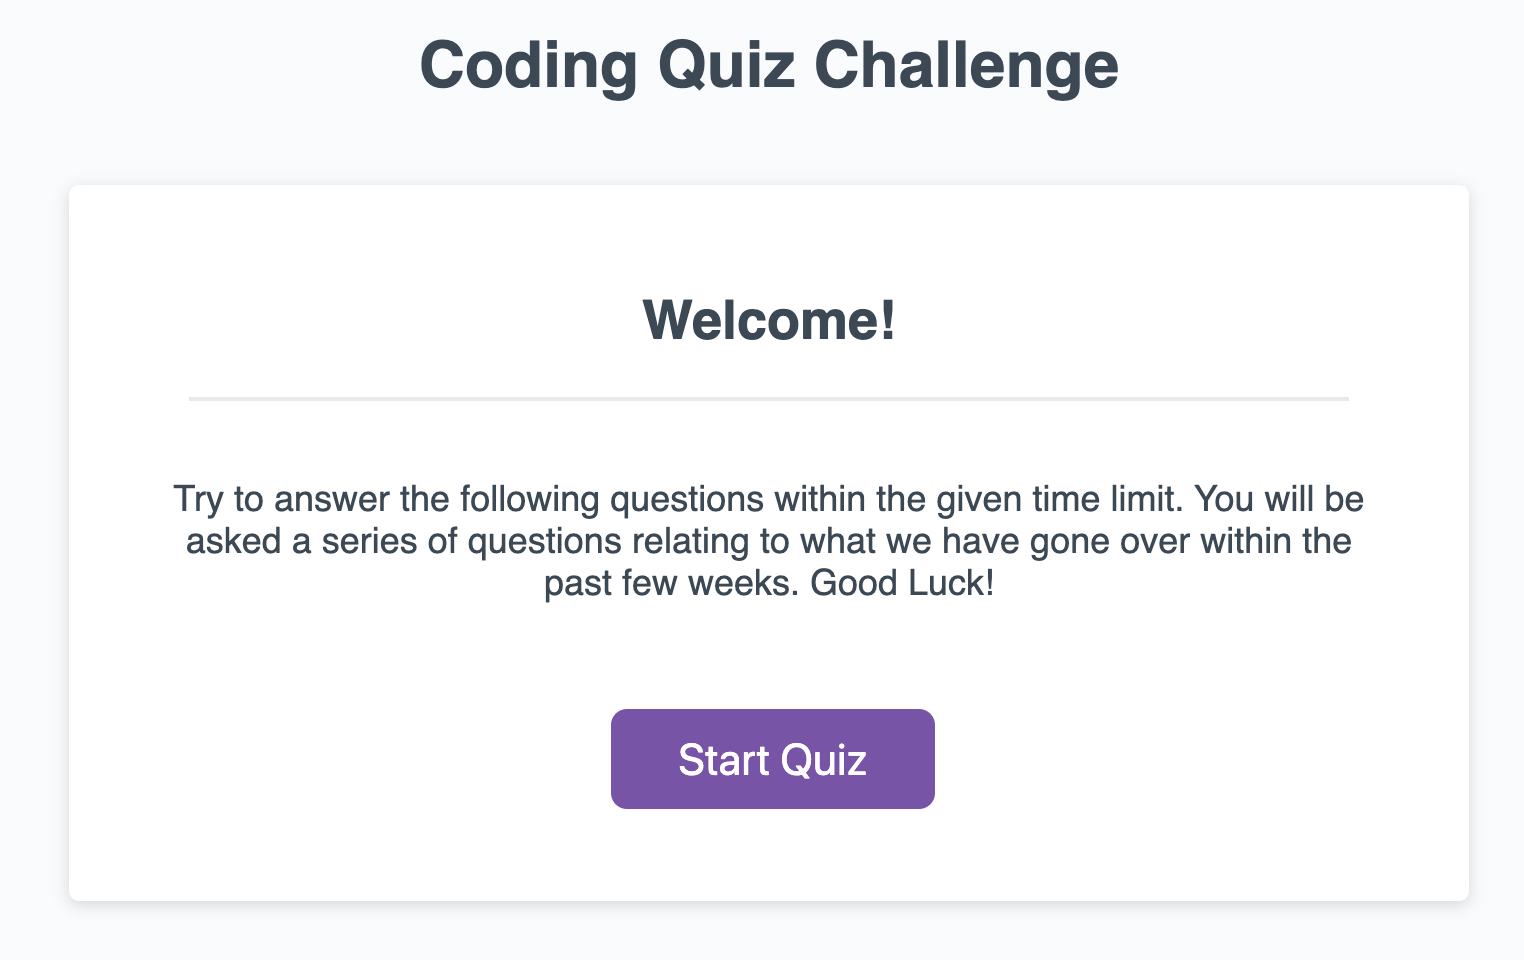 Coding Quiz Challenge
Welcome!
Try to answer the following questions within the given time limit. You will be
asked a series of questions relating to what we have gone over within the
past few weeks. Good Luck!
Start Quiz